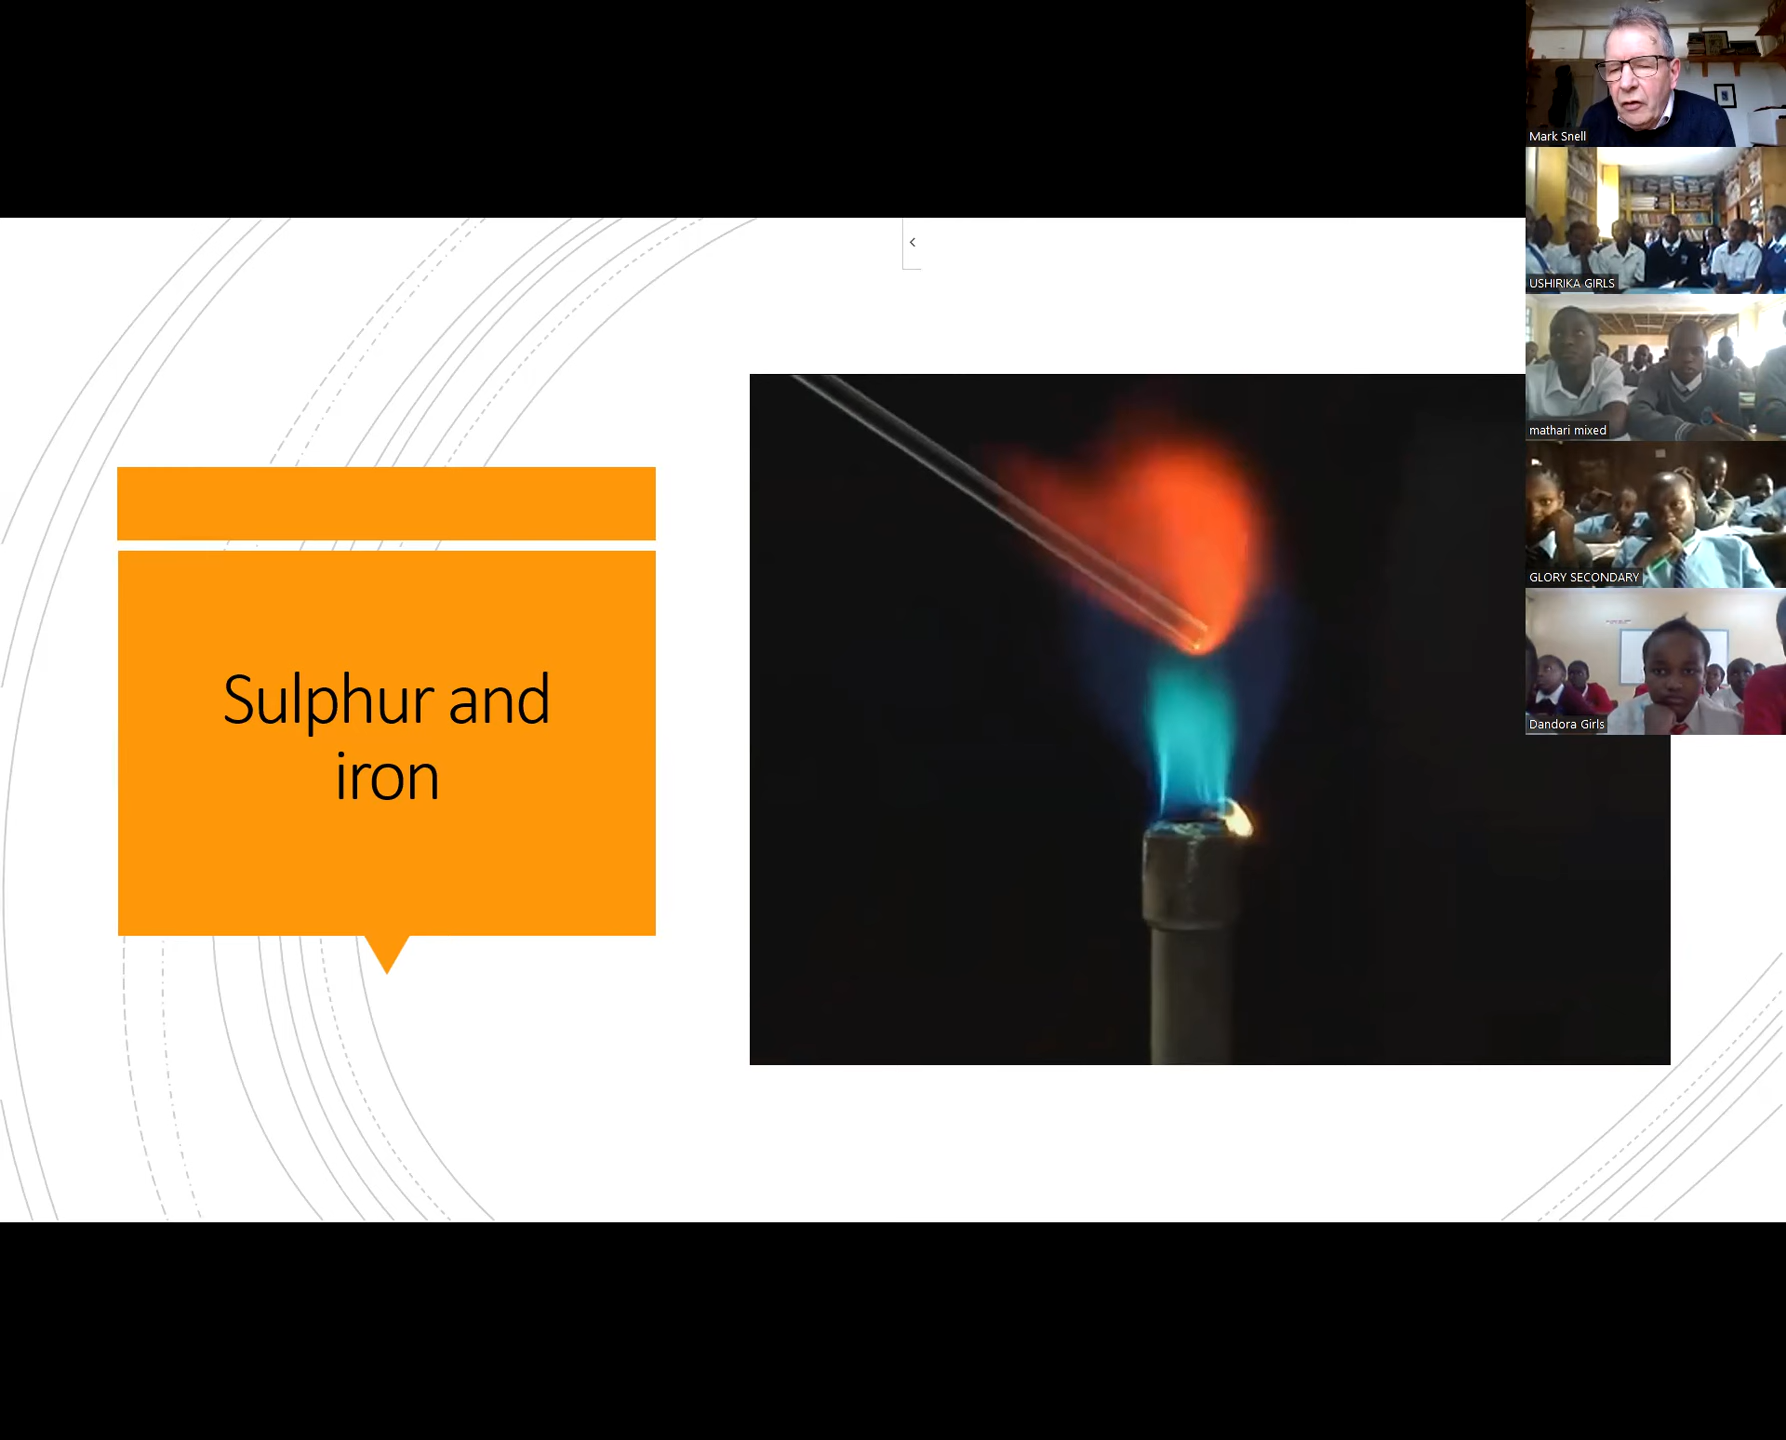 Sulphur and
iron
Mark Snell
USHIRIKA GIRLS
mathari mixed
GLORY SECONDARY
Dandora Girls